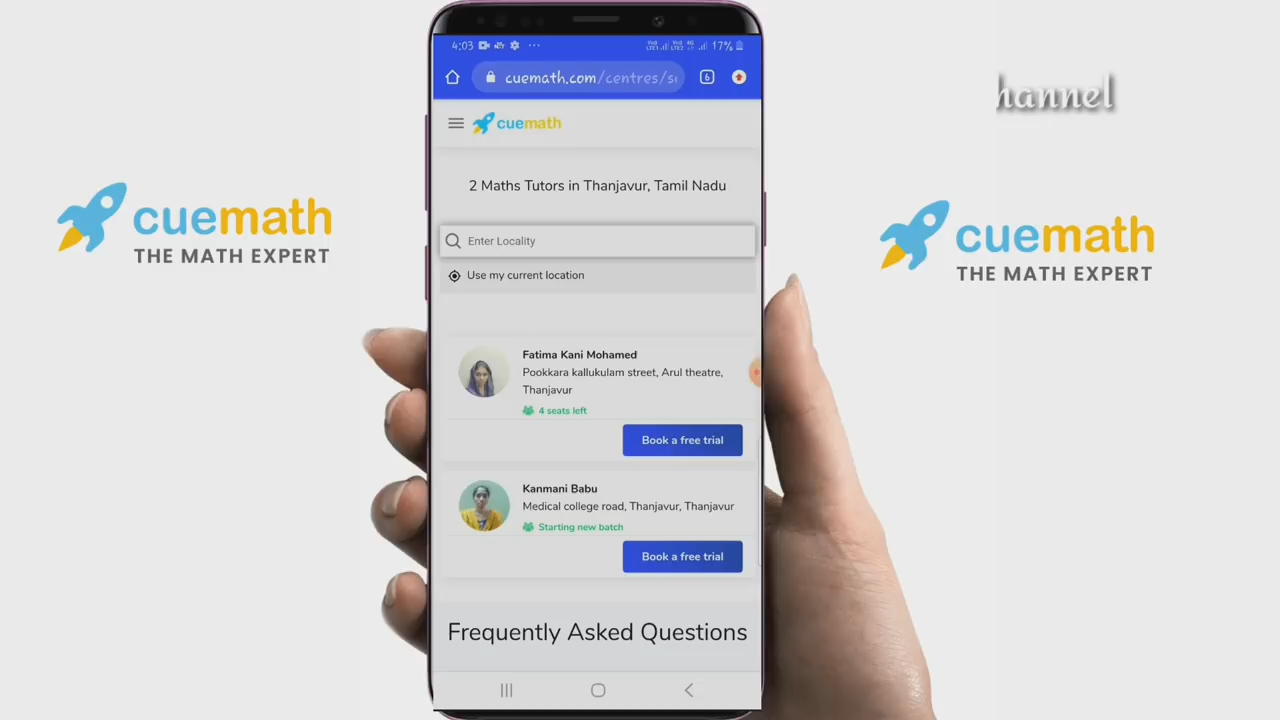 4:03
17%
cuemath.com/centres/s
6
hannel
cuemath
2 Maths Tutors in Thanjavur, Tamil Nadu
cuemath
THE MATH EXPERT
cuemath
THE MATH EXPERT
Enter Locality
Use my current location
Fatima Kani Mohamed
Pookkara kallukulam street, Arul theatre,
Thanjavur
4 seats left
Book a free trial
Kanmani Babu
Medical college road, Thanjavur, Thanjavur
Starting new batch
Book a free trial
Frequently Asked Questions